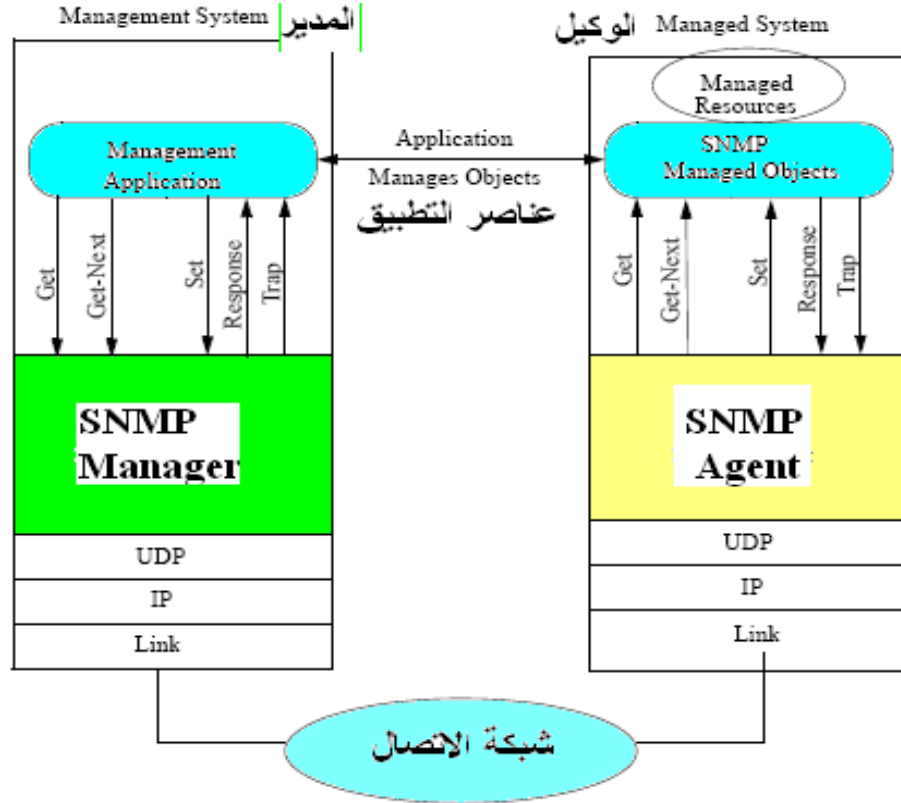 Management System
المدير
الوكيل
Managed System
Managed
Resources
Management
Application
Application
Manages Objects
عناصر التطبيق
SNMP
Managed Objects
Get
Get-Next
Set
Response
Trap
Get
Get-Next
Set
Response
Trap
SNMP
Manager
SNMP
Agent
UDP
IP
Link
UDP
IP
Link
شبكة الاتصال